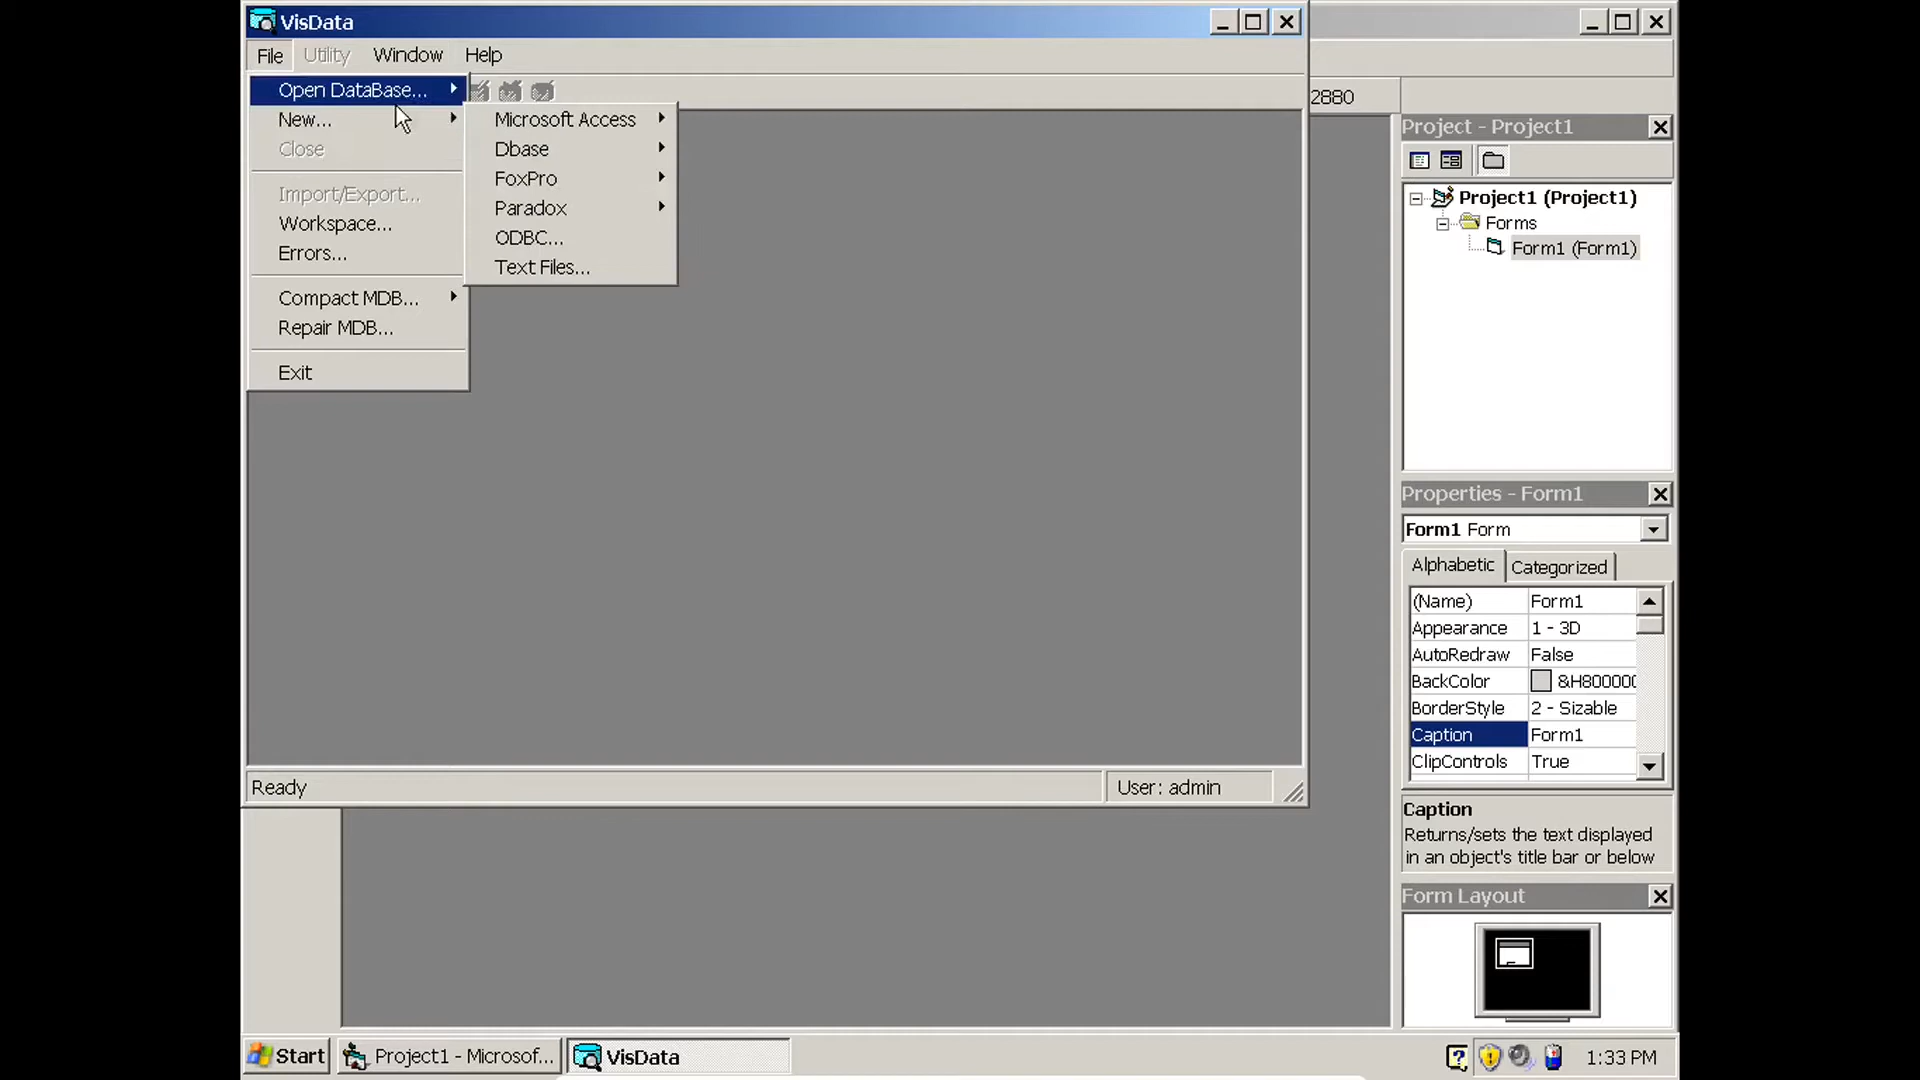 VisData
File Utility Window Help
Open DataBase...
New...
Close
Import/Export...
Workspace...
Errors...
Compact MDB...
Repair MDB...
Exit
Microsoft Access
Dbase
FoxPro
Paradox
ODBC...
Text Files...
Ready
User: admin
2880
Project - Project1
Project1 (Project1)
Forms
Form1 (Form1)
Properties - Form1
Form1 Form
Alphabetic Categorized
(Name) Form1
Appearance 1 - 3D
AutoRedraw False
BackColor &H800000
BorderStyle 2 - Sizable
Caption Form1
ClipControls True
Caption
Returns/sets the text displayed
in an object's title bar or below
Form Layout
Start Project1 - Microsof... VisData 1:33 PM